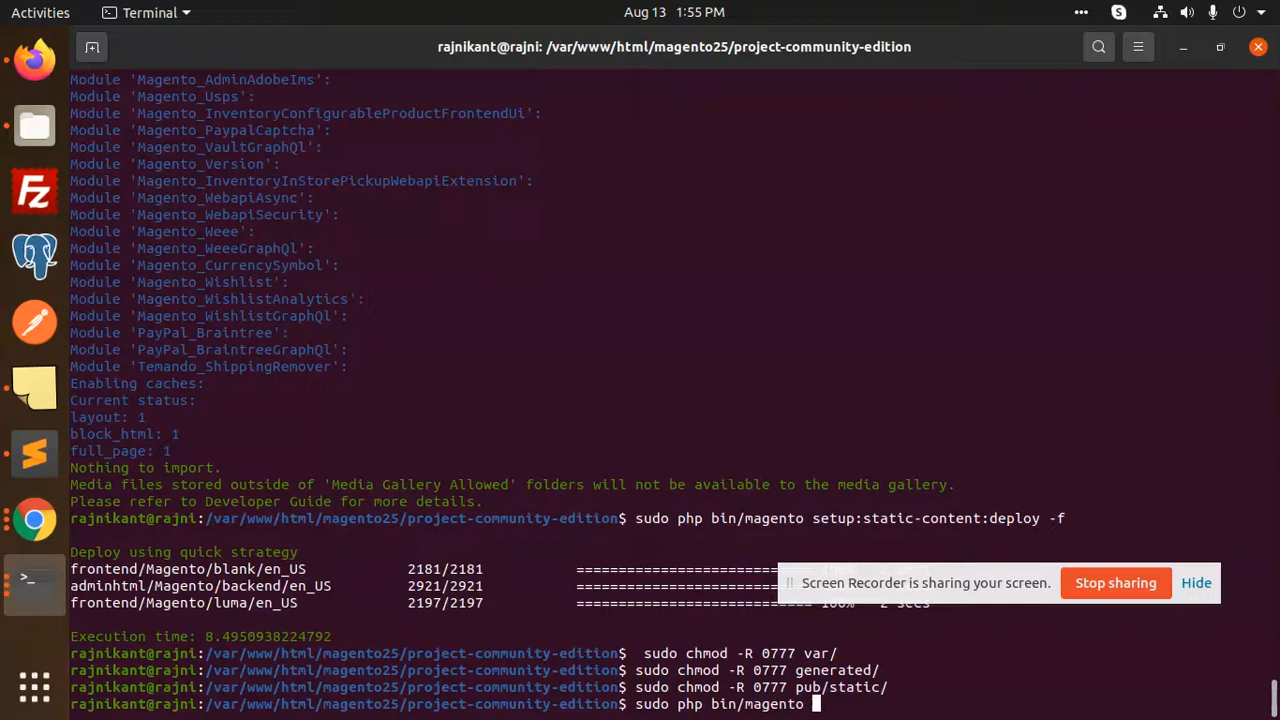 Activities
Terminal
Aug 13 1:55 PM
rajnikant@rajni: /var/www/html/magento25/project-community-edition
Module 'Magento_AdminAdobeIms':
Module 'Magento_Usps':
Module 'Magento_InventoryConfigurableProductFrontendUi':
Module 'Magento_PaypalCaptcha':
Module 'Magento_VaultGraphQl':
Module 'Magento_Version':
Module 'Magento_InventoryInStorePickupWebapiExtension':
Module 'Magento_WebapiAsync':
Module 'Magento_WebapiSecurity':
Module 'Magento_Weee':
Module 'Magento_WeeeGraphQl':
Module 'Magento_CurrencySymbol':
Module 'Magento_Wishlist':
Module 'Magento_WishlistAnalytics':
Module 'Magento_WishlistGraphQl':
Module 'PayPal_Braintree':
Module 'PayPal_BraintreeGraphQl':
Module 'Temando_ShippingRemover':
Enabling caches:
Current status:
layout: 1
block_html: 1
full_page: 1
Nothing to import.
Media files stored outside of 'Media Gallery Allowed' folders will not be available to the media gallery.
Please refer to Developer Guide for more details.
rajnikant@rajni:/var/www/html/magento25/project-community-edition$ sudo php bin/magento setup:static-content:deploy -f
Deploy using quick strategy
frontend/Magento/blank/en_US 2181/2181 ============================
adminhtml/Magento/backend/en_US 2921/2921 ============================
frontend/Magento/luma/en_US 2197/2197 ============================ 100% 2 secs
Screen Recorder is sharing your screen. Stop sharing Hide
Execution time: 8.4950938224792
rajnikant@rajni:/var/www/html/magento25/project-community-edition$ sudo chmod -R 0777 var/
rajnikant@rajni:/var/www/html/magento25/project-community-edition$ sudo chmod -R 0777 generated/
rajnikant@rajni:/var/www/html/magento25/project-community-edition$ sudo chmod -R 0777 pub/static/
rajnikant@rajni:/var/www/html/magento25/project-community-edition$ sudo php bin/magento